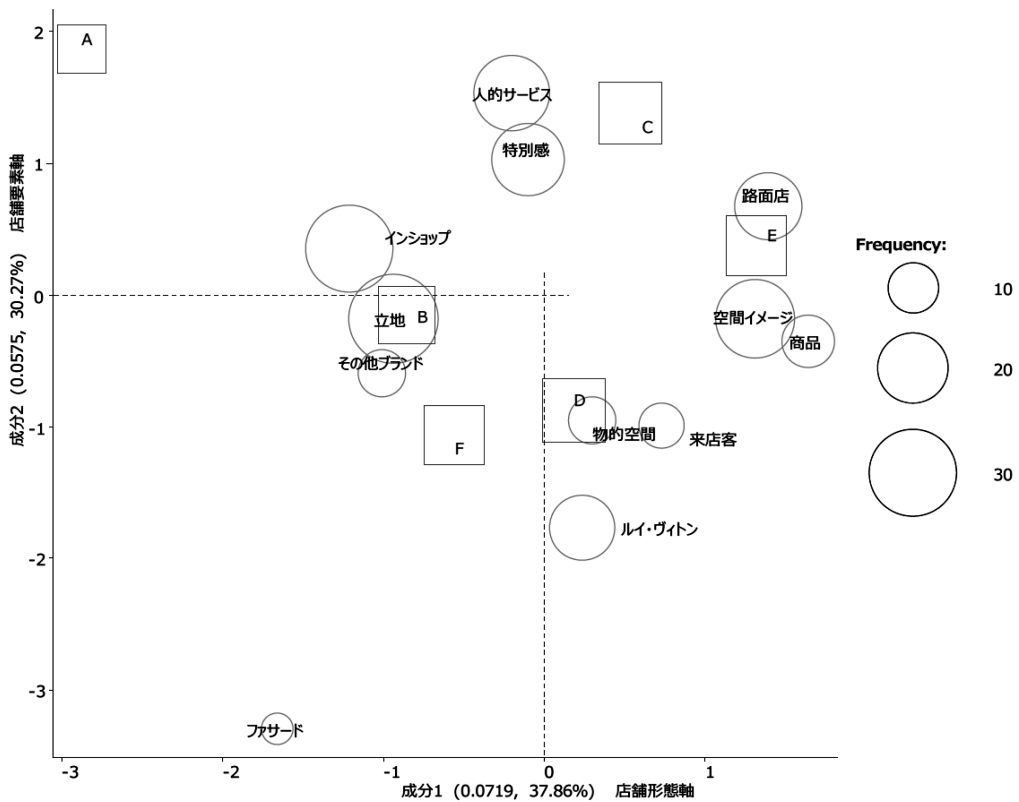 2
1
0
-1
-2
-3
成分2 (0.0575, 30.27%) 店舗要素軸
A
人的サービス
C
特別感
路面店
E
インショップ
立地
B
空間イメージ
商品
その他ブランド
D
物的空間
来店客
F
ルイ・ヴィトン
ファサード
-3
-2
-1
0
1
成分1 (0.0719, 37.86%) 店舗形態軸
Frequency:
10
20
30